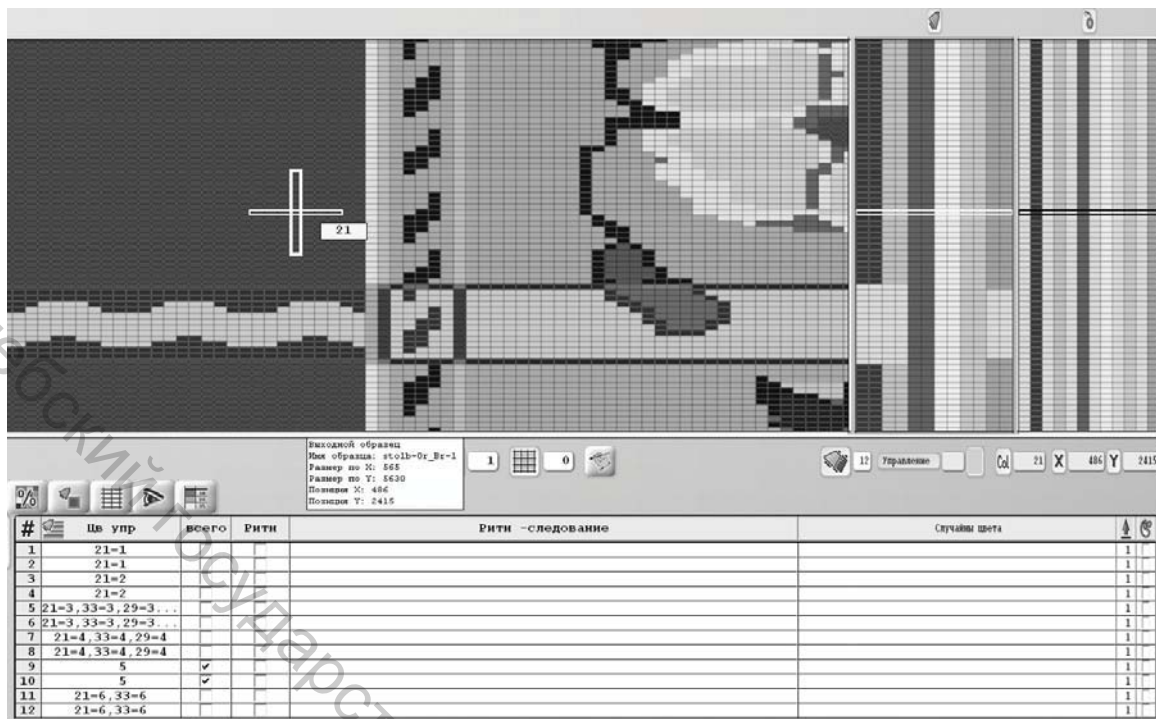 21
Выходной образец
Имя образца: stolb-Or_Br-1
Размер по X: 565
Размер по Y: 5630
Позиция X: 486
Позиция Y: 2415
1 0 12 Управление Col 21 X 486 Y 2415
# Цв упр всего Ритн Ритн -следование Случайны цвета
1 21=1 1
2 21=1 1
3 21=2 1
4 21=2 1
5 21=3,33=3,29=3... 1
6 21=3,33=3,29=3... 1
7 21=4,33=4,29=4 1
8 21=4,33=4,29=4 1
9 5 ✔ 1
10 5 ✔ 1
11 21=6,33=6 1
12 21=6,33=6 1
государс